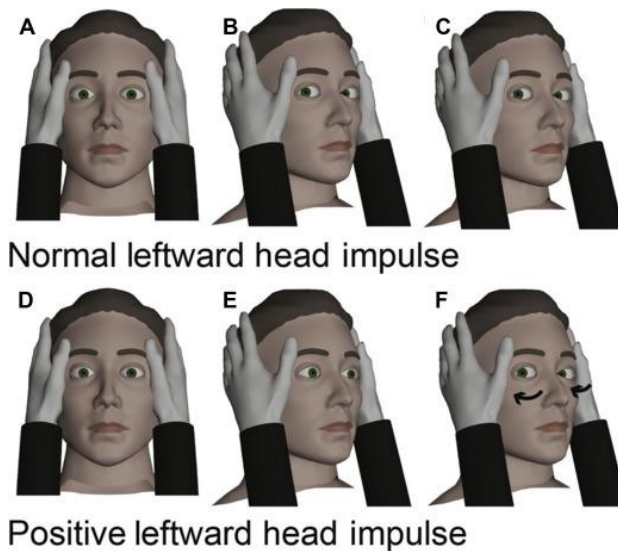 A B C
Normal leftward head impulse
D E F
Positive leftward head impulse